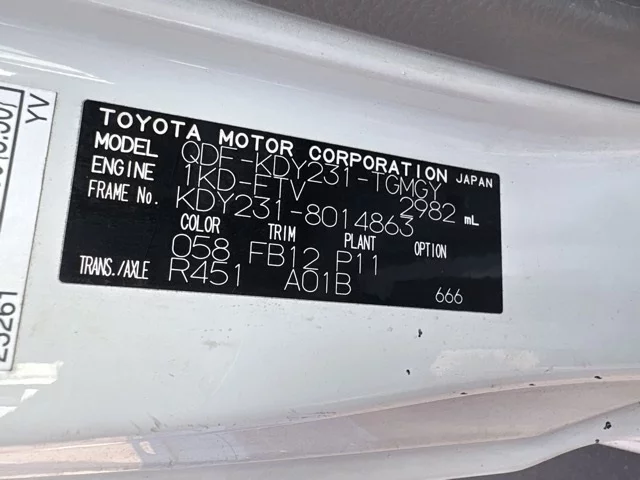 TOYOTA MOTOR CORPORATION JAPAN
MODEL QDF-KDY231-TGMGY
ENGINE 1KD-FTV 2982 mL
FRAME No. KDY231-8014863
COLOR TRIM PLANT OPTION
058 FB12 P11
TRANS./AXLE R451 A01B 666
YV